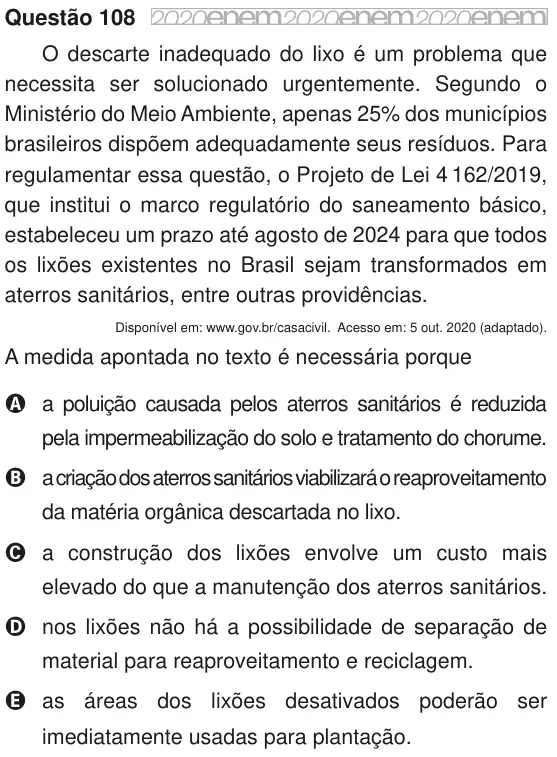 Questão 108 2020enem2020enem2020enem
O descarte inadequado do lixo é um problema que
necessita ser solucionado urgentemente. Segundo o
Ministério do Meio Ambiente, apenas 25% dos municípios
brasileiros dispõem adequadamente seus resíduos. Para
regulamentar essa questão, o Projeto de Lei 4 162/2019,
que institui o marco regulatório do saneamento básico,
estabeleceu um prazo até agosto de 2024 para que todos
os lixões existentes no Brasil sejam transformados em
aterros sanitários, entre outras providências.
Disponível em: www.gov.br/casacivil. Acesso em: 5 out. 2020 (adaptado).
A medida apontada no texto é necessária porque
A a poluição causada pelos aterros sanitários é reduzida
pela impermeabilização do solo e tratamento do chorume.
B a criação dos aterros sanitários viabilizará o reaproveitamento
da matéria orgânica descartada no lixo.
C a construção dos lixões envolve um custo mais
elevado do que a manutenção dos aterros sanitários.
D nos lixões não há a possibilidade de separação de
material para reaproveitamento e reciclagem.
E as áreas dos lixões desativados poderão ser
imediatamente usadas para plantação.